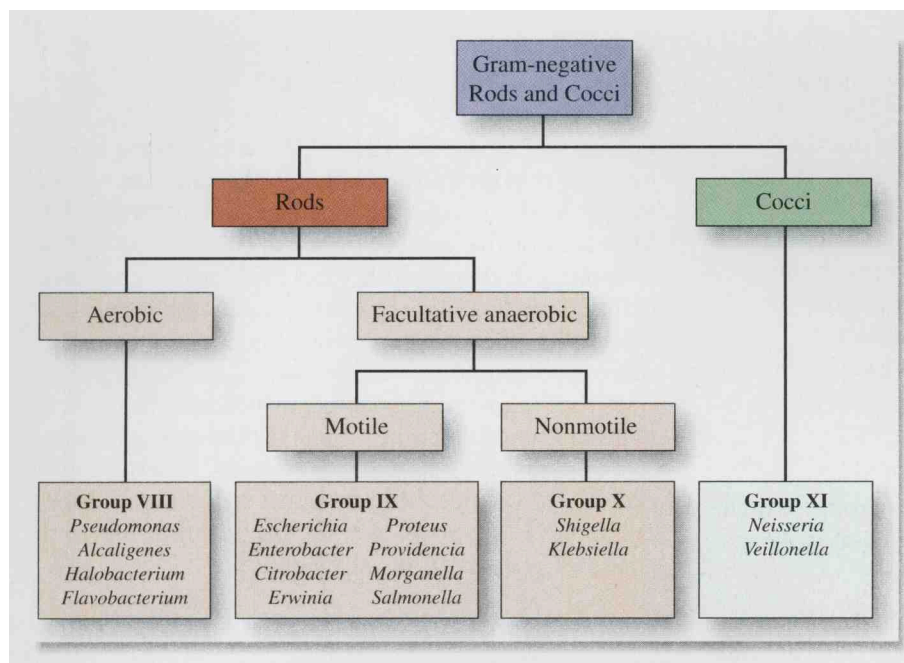 Gram-negative
Rods and Cocci
Rods
Cocci
Aerobic
Facultative anaerobic
Motile
Nonmotile
Group VIII
Pseudomonas
Alcaligenes
Halobacterium
Flavobacterium
Group IX
Escherichia Proteus
Enterobacter Providencia
Citrobacter Morganella
Erwinia Salmonella
Group X
Shigella
Klebsiella
Group XI
Neisseria
Veillonella